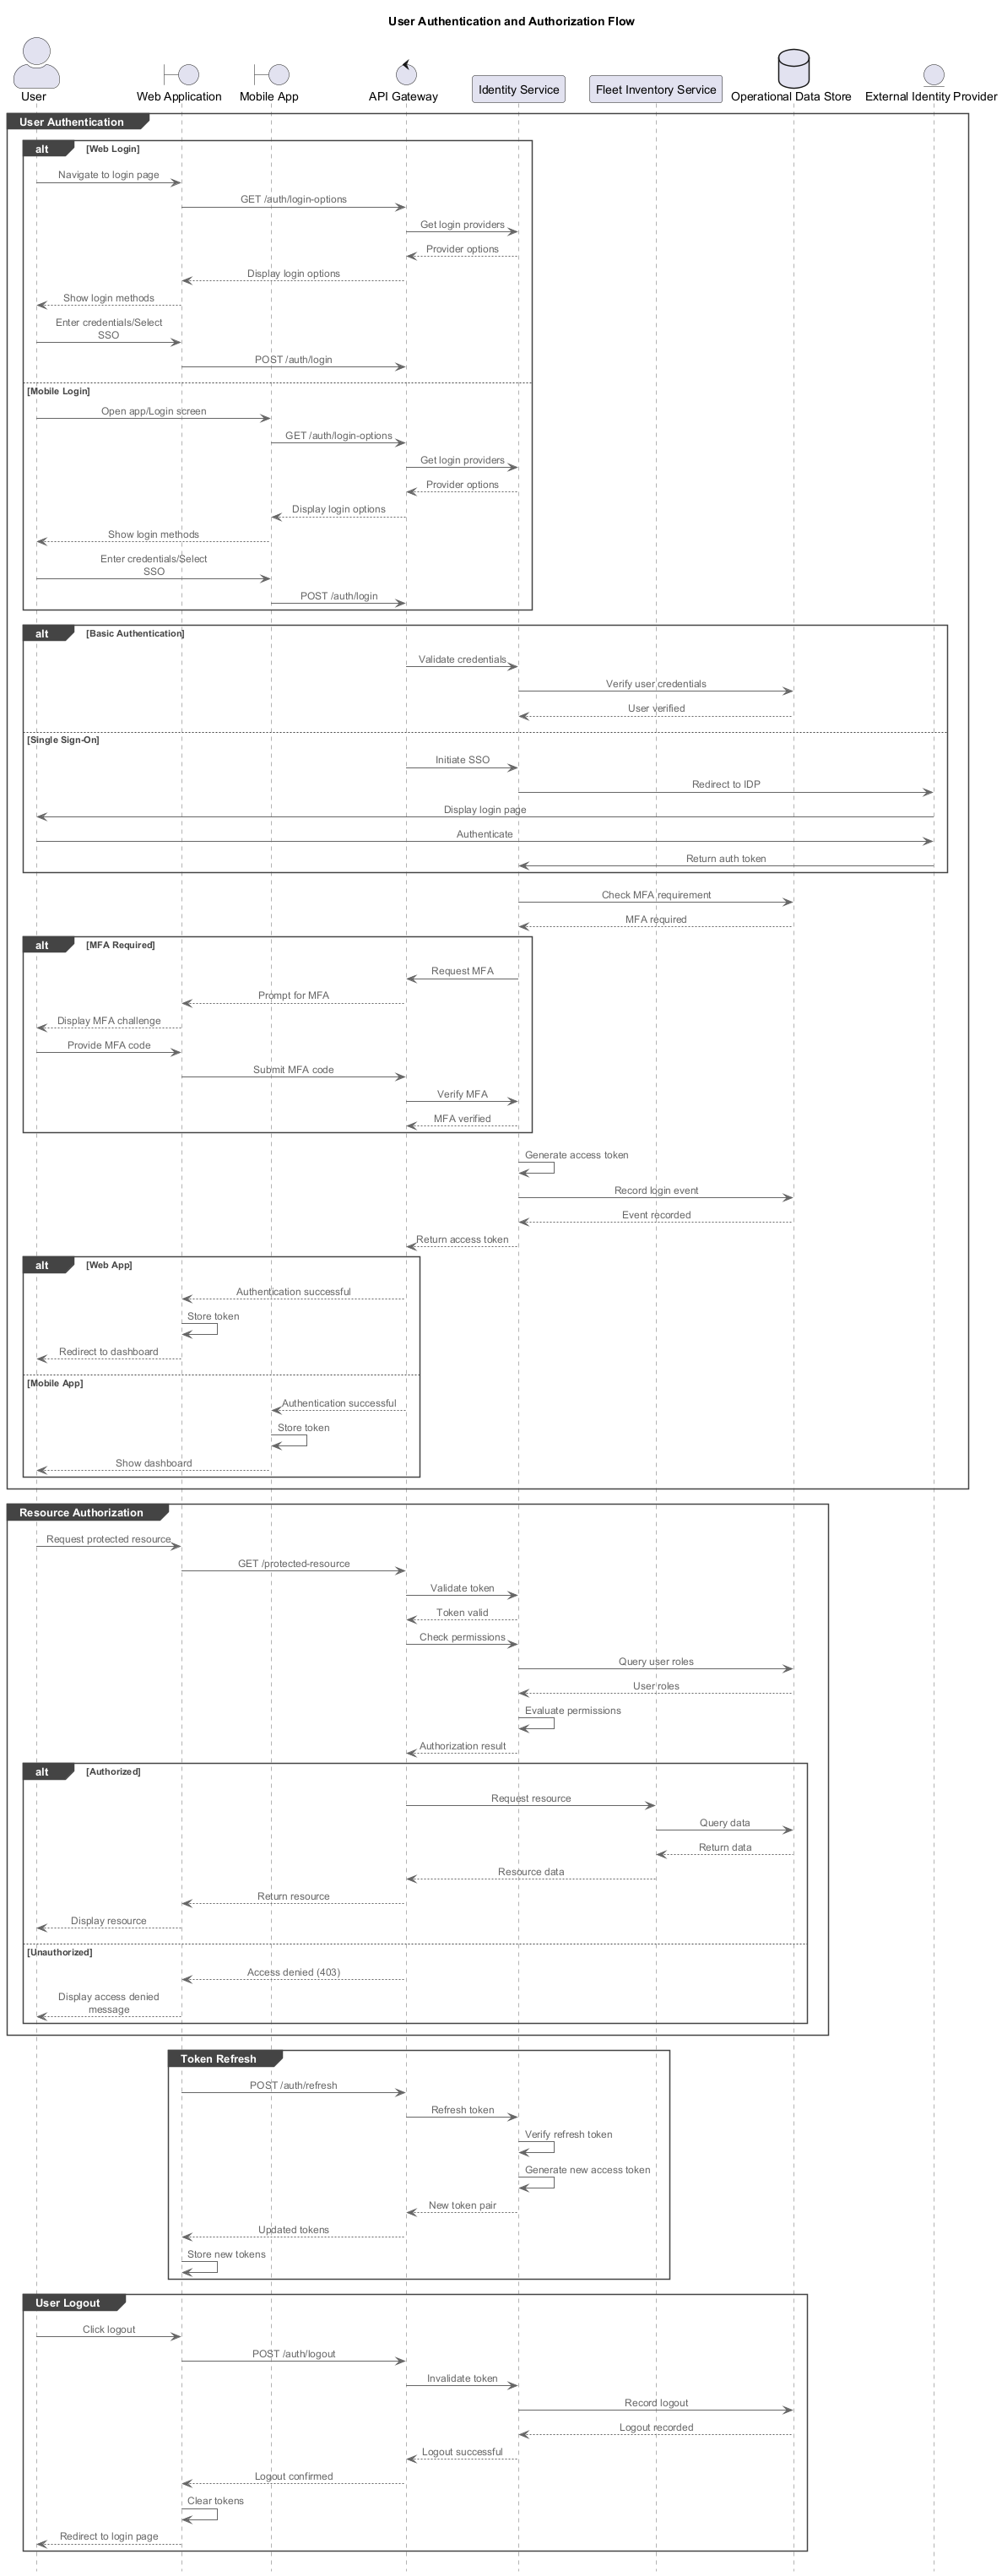 User Authentication and Authorization Flow
User
Web Application
Mobile App
API Gateway
Identity Service
Fleet Inventory Service
Operational Data Store
External Identity Provider
User Authentication
alt
[Web Login]
Navigate to login page
GET /auth/login-options
Get login providers
Provider options
Display login options
Show login methods
Enter credentials/Select
SSO
POST /auth/login
[Mobile Login]
Open app/Login screen
GET /auth/login-options
Get login providers
Provider options
Display login options
Show login methods
Enter credentials/Select
SSO
POST /auth/login
alt
[Basic Authentication]
Validate credentials
Verify user credentials
User verified
[Single Sign-On]
Initiate SSO
Redirect to IDP
Display login page
Authenticate
Return auth token
Check MFA requirement
MFA required
alt
[MFA Required]
Request MFA
Prompt for MFA
Display MFA challenge
Provide MFA code
Submit MFA code
Verify MFA
MFA verified
Generate access token
Record login event
Event recorded
Return access token
alt
[Web App]
Authentication successful
Store token
Redirect to dashboard
[Mobile App]
Authentication successful
Store token
Show dashboard
Resource Authorization
Request protected resource
GET /protected-resource
Validate token
Token valid
Check permissions
Query user roles
User roles
Evaluate permissions
Authorization result
alt
[Authorized]
Request resource
Query data
Return data
Resource data
Return resource
Display resource
[Unauthorized]
Access denied (403)
Display access denied
message
Token Refresh
POST /auth/refresh
Refresh token
Verify refresh token
Generate new access token
New token pair
Updated tokens
Store new tokens
User Logout
Click logout
POST /auth/logout
Invalidate token
Record logout
Logout recorded
Logout successful
Logout confirmed
Clear tokens
Redirect to login page